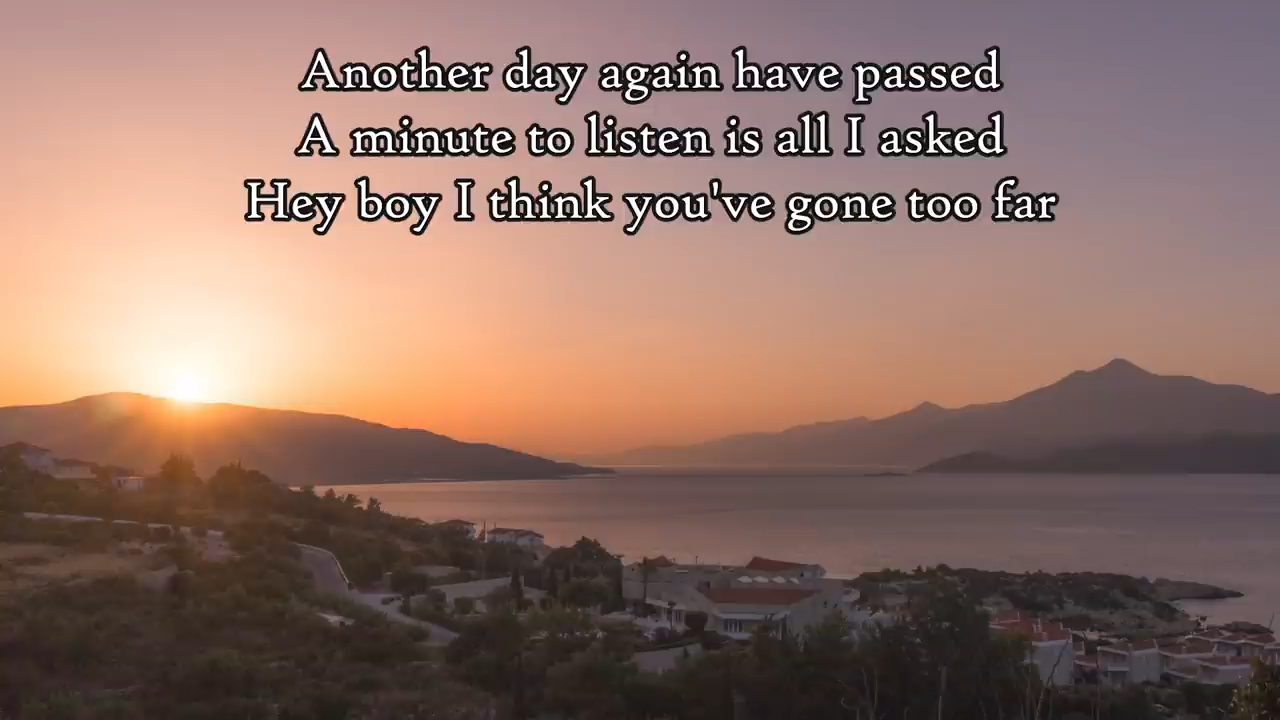 Another day again have passed
A minute to listen is all I asked
Hey boy I think you've gone too far